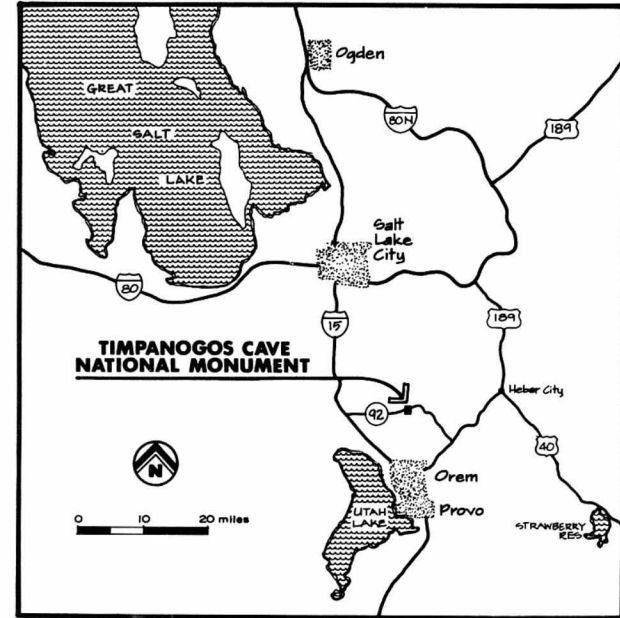 Ogden
GREAT
SALT
LAKE
80N
189
Salt
Lake
City
80
15
189
TIMPANOGOS CAVE
NATIONAL MONUMENT
Heber City
92
40
N
Orem
0 10 20 miles
UTAH
LAKE
Provo
STRAWBERRY
RES